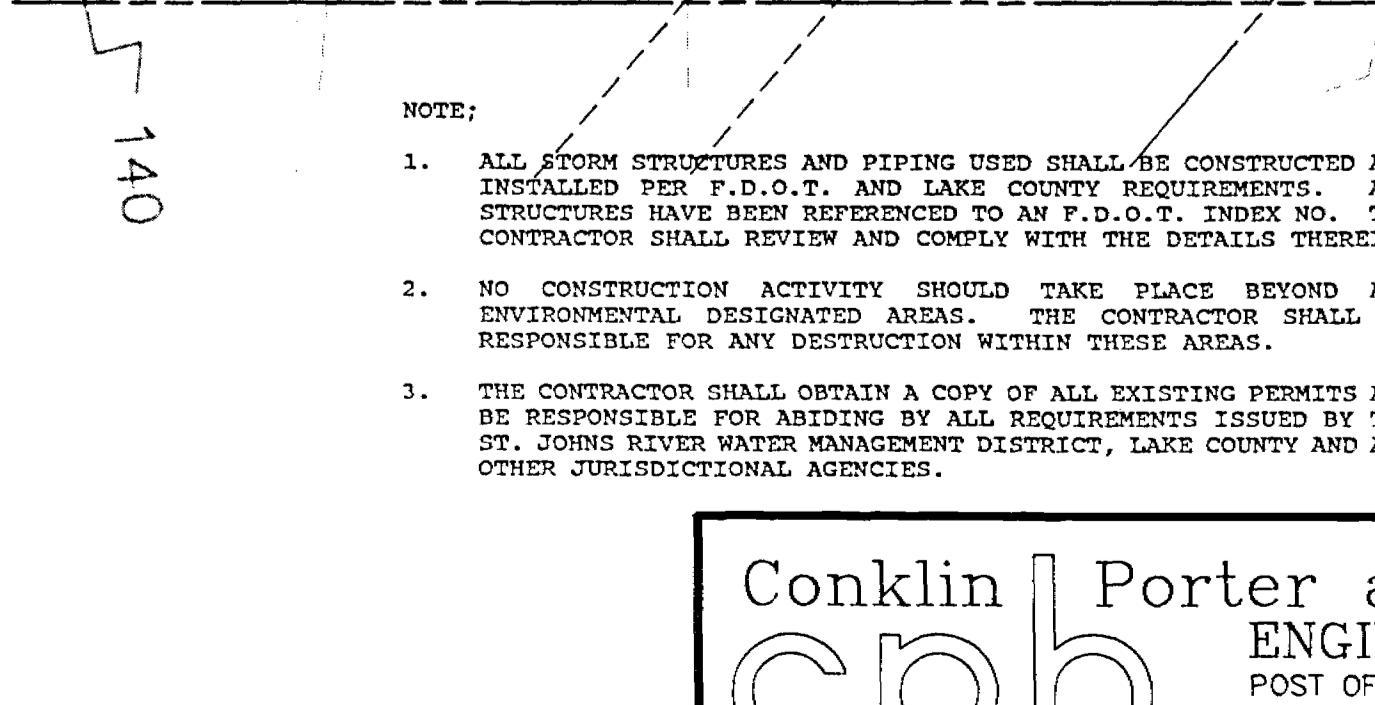 140
NOTE;
1. ALL STORM STRUCTURES AND PIPING USED SHALL BE CONSTRUCTED
INSTALLED PER F.D.O.T. AND LAKE COUNTY REQUIREMENTS.
STRUCTURES HAVE BEEN REFERENCED TO AN F.D.O.T. INDEX NO.
CONTRACTOR SHALL REVIEW AND COMPLY WITH THE DETAILS
2. NO CONSTRUCTION ACTIVITY SHOULD TAKE PLACE BEYOND
ENVIRONMENTAL DESIGNATED AREAS. THE CONTRACTOR SHALL
RESPONSIBLE FOR ANY DESTRUCTION WITHIN THESE AREAS.
3. THE CONTRACTOR SHALL OBTAIN A COPY OF ALL EXISTING PERMITS
BE RESPONSIBLE FOR ABIDING BY ALL REQUIREMENTS ISSUED BY
ST. JOHNS RIVER WATER MANAGEMENT DISTRICT, LAKE COUNTY AND
OTHER JURISDICTIONAL AGENCIES.
Conklin Porter
cph
POST